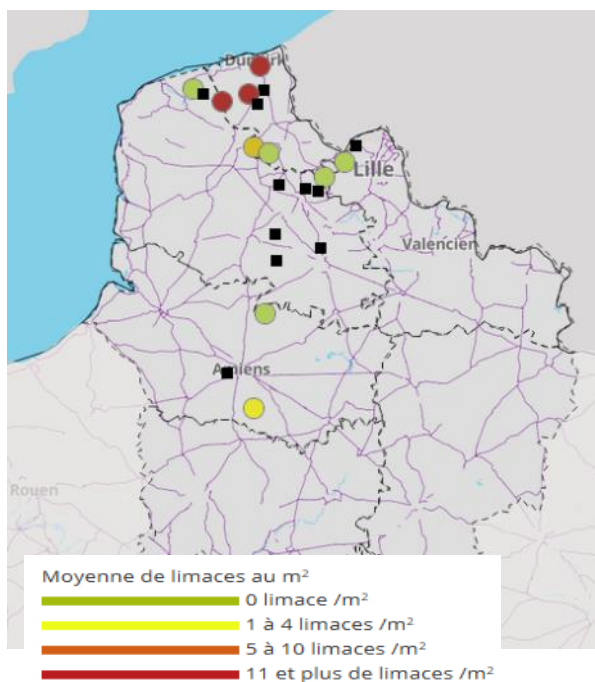 Dunkirk
Lille
Valencien
Amiens
Rouen
Moyenne de limaces au m²
0 limace /m²
1 à 4 limaces /m²
5 à 10 limaces /m²
11 et plus de limaces /m²